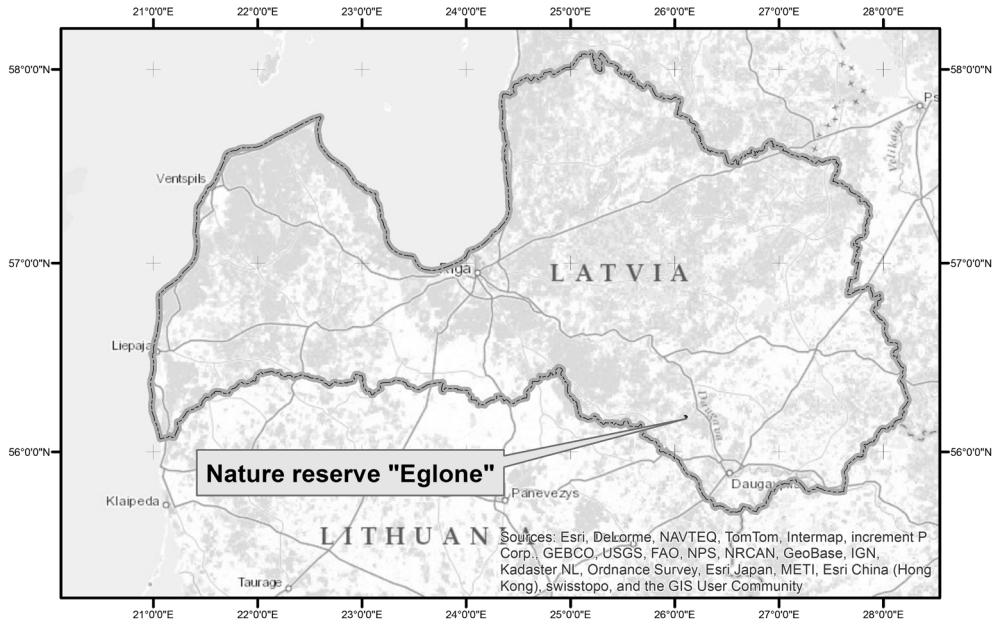 21°0'0"E 22°0'0"E 23°0'0"E 24°0'0"E 25°0'0"E 26°0'0"E 27°0'0"E 28°0'0"E
58°0'0"N 58°0'0"N
Ps
Velikaya
Ventspils
57°0'0"N 57°0'0"N
Riga
LATVIA
Liepaja
Daugava
56°0'0"N 56°0'0"N
Nature reserve "Eglone"
Klaipeda
Panevezys
LITHUANIA
Taurage
Sources: Esri, DeLorme, NAVTEQ, TomTom, Intermap, increment P
Corp., GEBCO, USGS, FAO, NPS, NRCAN, GeoBase, IGN,
Kadaster NL, Ordnance Survey, Esri Japan, METI, Esri China (Hong
Kong), swisstopo, and the GIS User Community
21°0'0"E 22°0'0"E 23°0'0"E 24°0'0"E 25°0'0"E 26°0'0"E 27°0'0"E 28°0'0"E